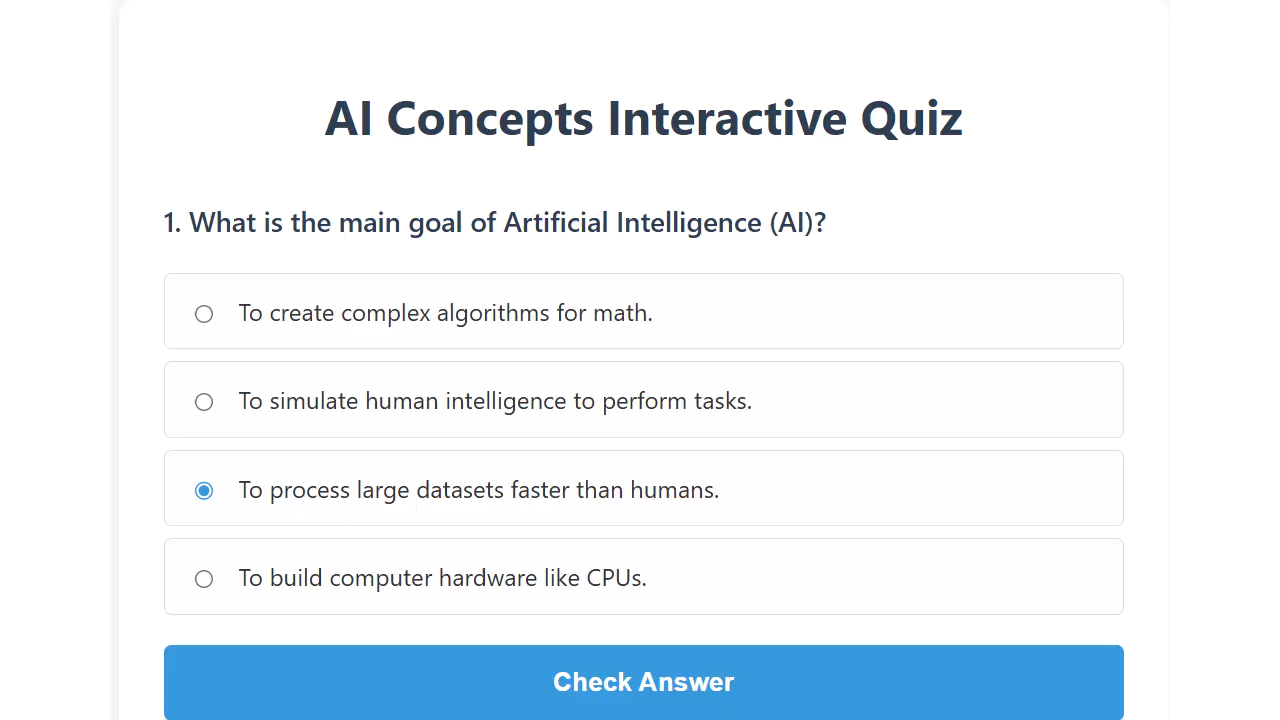 AI Concepts Interactive Quiz
1. What is the main goal of Artificial Intelligence (AI)?
To create complex algorithms for math.
To simulate human intelligence to perform tasks.
To process large datasets faster than humans.
To build computer hardware like CPUs.
Check Answer